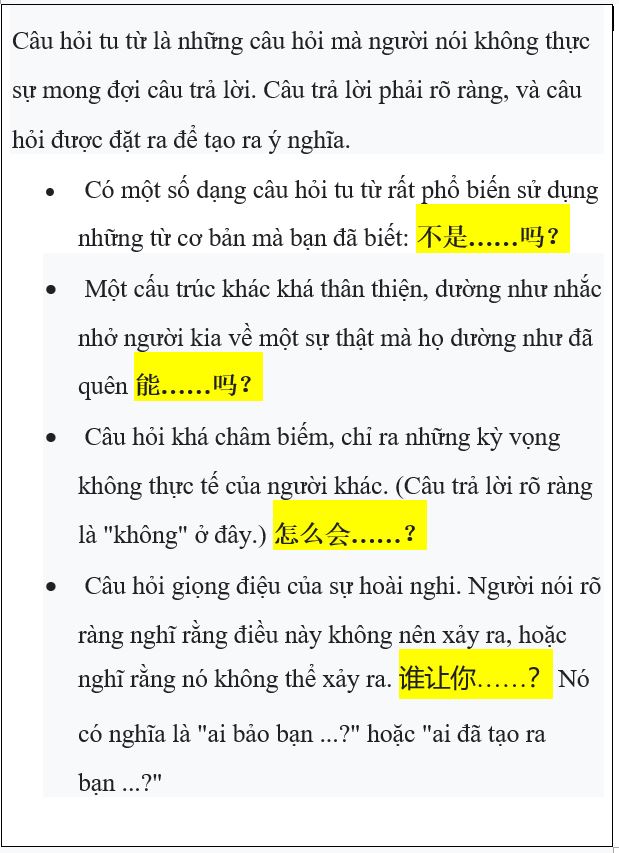 Câu hỏi tu từ là những câu hỏi mà người nói không thực
sự mong đợi câu trả lời. Câu trả lời phải rõ ràng, và câu
hỏi được đặt ra để tạo ra ý nghĩa.
• Có một số dạng câu hỏi tu từ rất phổ biến sử dụng
những từ cơ bản mà bạn đã biết: 不是……吗？
• Một cấu trúc khác khá thân thiện, dường như nhắc
nhở người kia về một sự thật mà họ dường như đã
quên 能……吗？
• Câu hỏi khá châm biếm, chỉ ra những kỳ vọng
không thực tế của người khác. (Câu trả lời rõ ràng
là "không" ở đây.) 怎么会……？
• Câu hỏi giọng điệu của sự hoài nghi. Người nói rõ
ràng nghĩ rằng điều này không nên xảy ra, hoặc
nghĩ rằng nó không thể xảy ra. 谁让你……？ Nó
có nghĩa là "ai bảo bạn ...?" hoặc "ai đã tạo ra
bạn ...?"